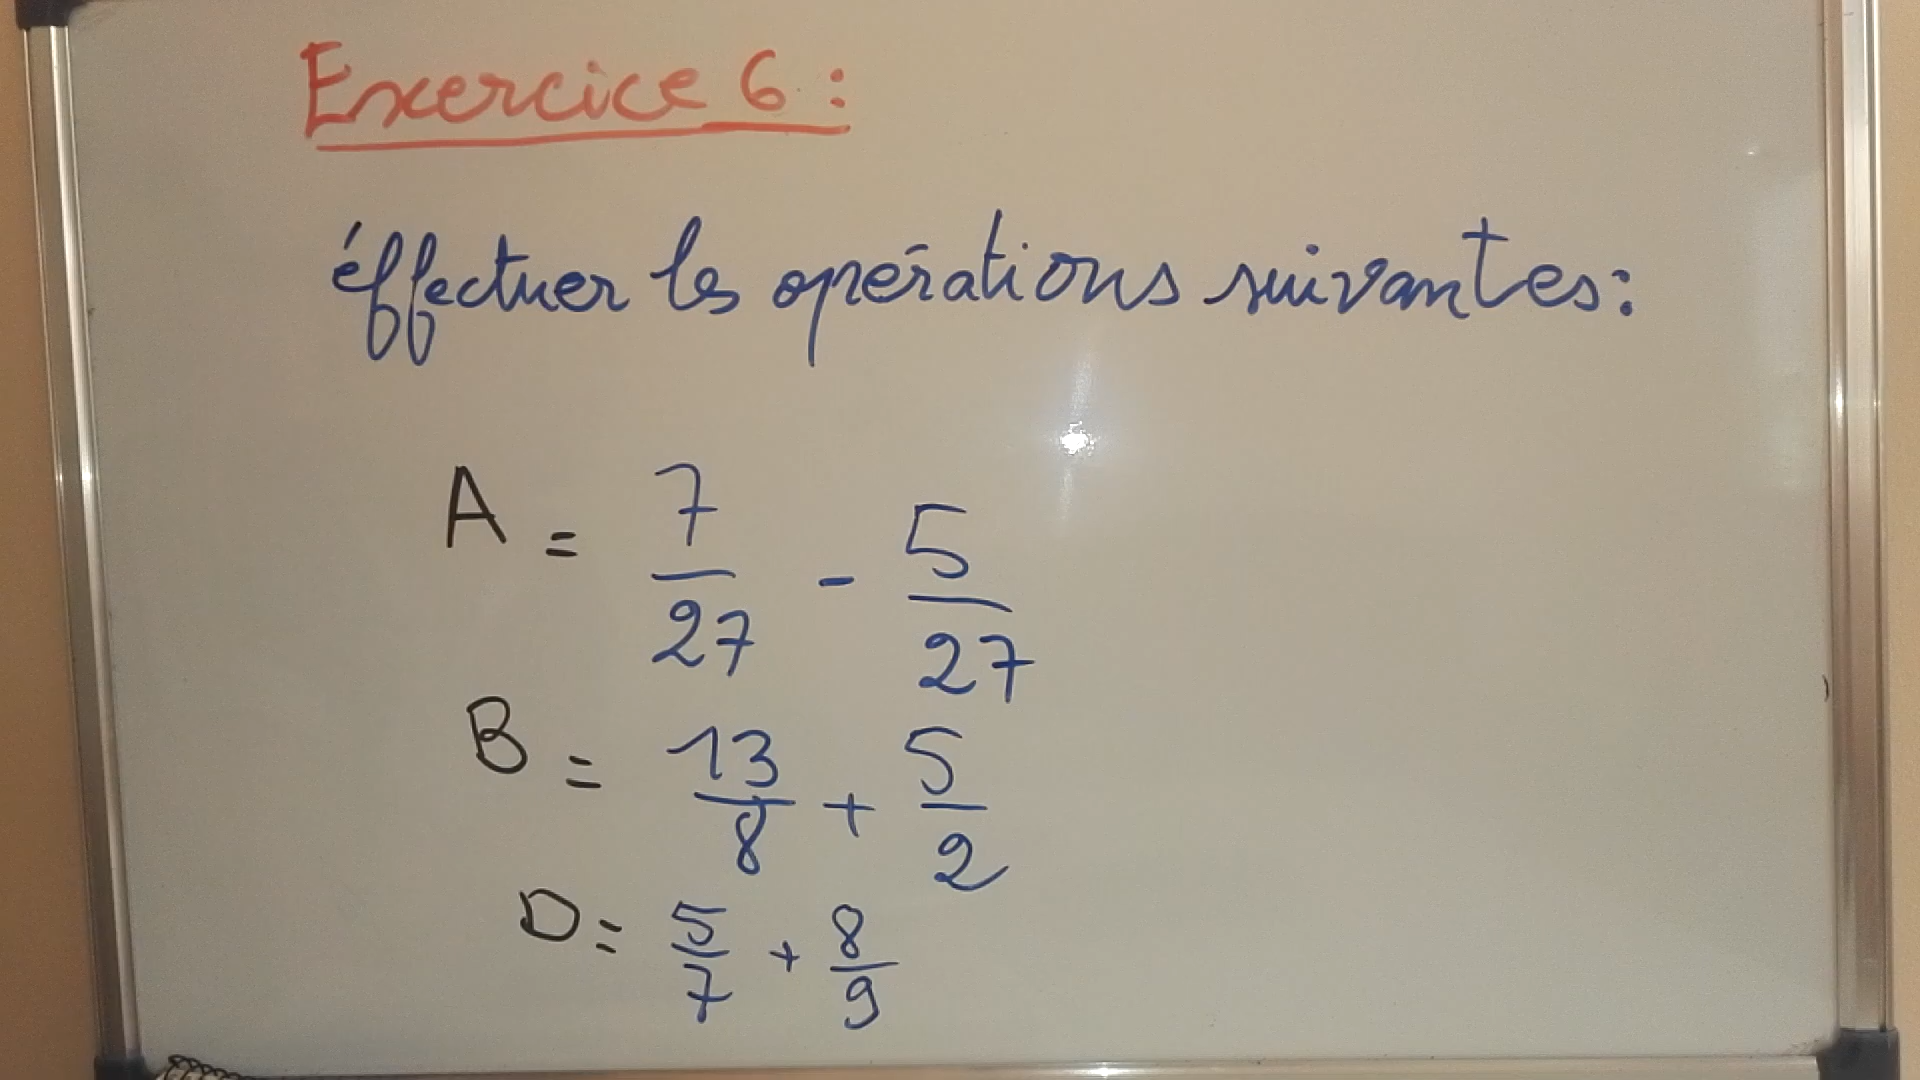 Exercice 6 :
éffectuer les opérations suivantes :
A = 7/27 - 5/27
B = 13/8 + 5/2
D = 5/7 + 8/9